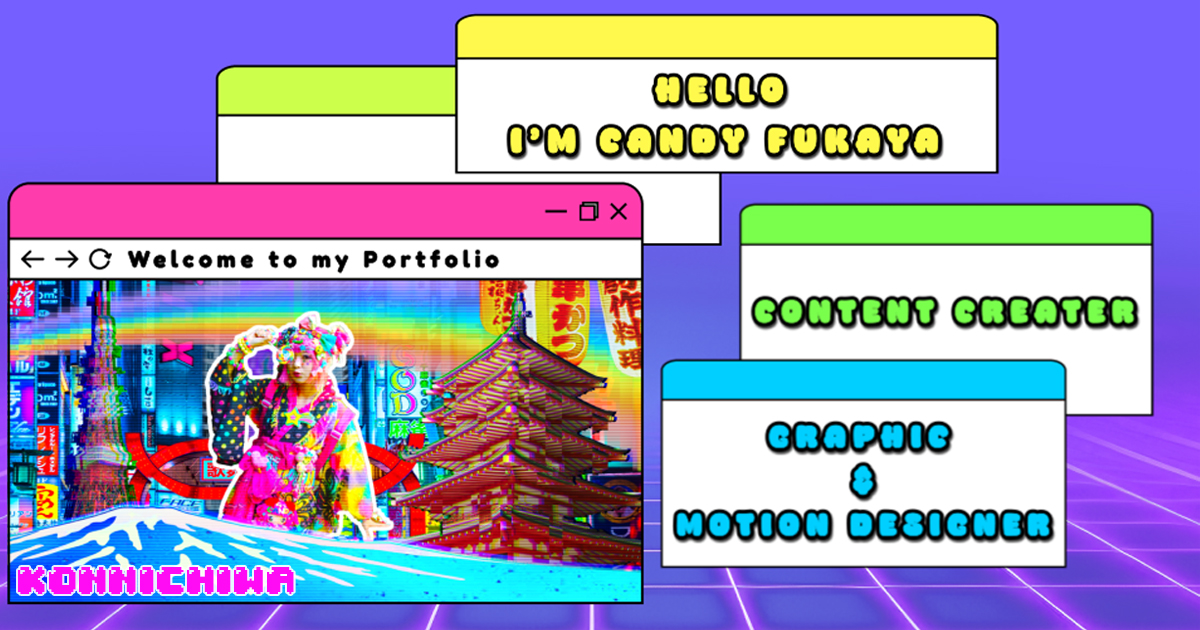 HELLO
I'M CANDY FUKAYA
Welcome to my Portfolio
CONTENT CREATER
GRAPHIC
&
MOTION DESIGNER
KONNICHIWA